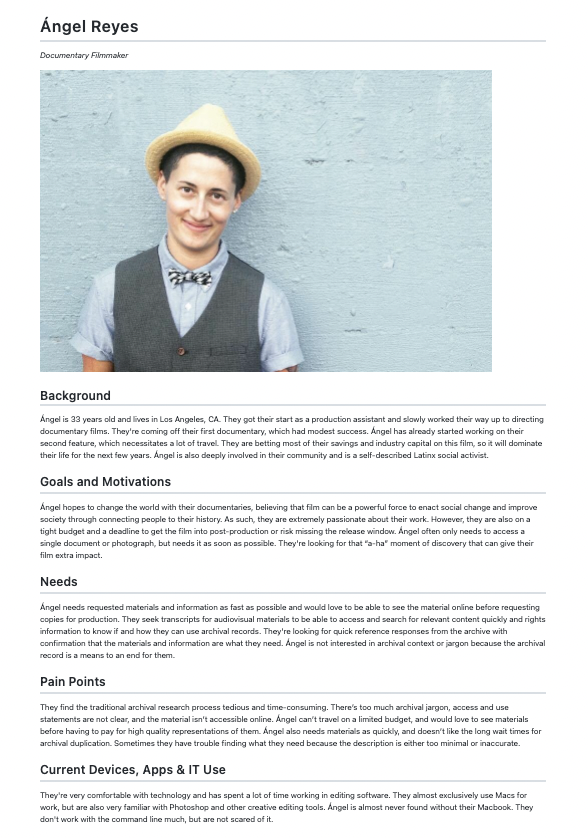 Ángel Reyes
Documentary Filmmaker
Background
Ángel is 33 years old and lives in Los Angeles, CA. They got their start as a production assistant and slowly worked their way up to directing
documentary films. They're coming off their first documentary, which had modest success. Ángel has already started working on their
second feature, which necessitates a lot of travel. They are betting most of their savings and industry capital on this film, so it will dominate
their life for the next few years. Ángel is also deeply involved in their community and is a self-described Latinx social activist.
Goals and Motivations
Ángel hopes to change the world with their documentaries, believing that film can be a powerful force to enact social change and improve
society through connecting people to their history. As such, they are extremely passionate about their work. However, they are also on a
tight budget and a deadline to get the film into post-production or risk missing the release window. Ángel often only needs to access a
single document or photograph, but needs it as soon as possible. They're looking for that “a-ha” moment of discovery that can give their
film extra impact.
Needs
Ángel needs requested materials and information as fast as possible and would love to be able to see the material online before requesting
copies for production. They seek transcripts for audiovisual materials to be able to access and search for relevant content quickly and rights
information to know if and how they can use archival records. They're looking for quick reference responses from the archive with
confirmation that the materials and information are what they need. Ángel is not interested in archival context or jargon because the archival
record is a means to an end for them.
Pain Points
They find the traditional archival research process tedious and time-consuming. There's too much archival jargon, access and use
statements are not clear, and the material isn't accessible online. Ángel can't travel on a limited budget, and would love to see materials
before having to pay for high quality representations of them. Ángel also needs materials as quickly, and doesn't like the long wait times for
archival duplication. Sometimes they have trouble finding what they need because the description is either too minimal or inaccurate.
Current Devices, Apps & IT Use
They're very comfortable with technology and has spent a lot of time working in editing software. They almost exclusively use Macs for
work, but are also very familiar with Photoshop and other creative editing tools. Ángel is almost never found without their Macbook. They
don't work with the command line much, but are not scared of it.